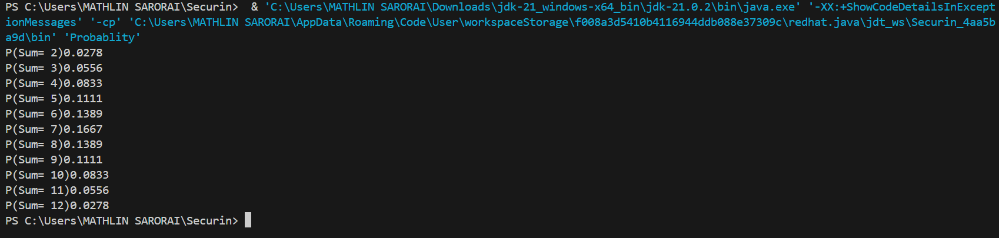 PS C:\Users\MATHLIN SARORAI\Securin>  & 'C:\Users\MATHLIN SARORAI\Downloads\jdk-21_windows-x64_bin\jdk-21.0.2\bin\java.exe' '-XX:+ShowCodeDetailsInExcept
ionMessages' '-cp' 'C:\Users\MATHLIN SARORAI\AppData\Roaming\Code\User\workspaceStorage\f008a3d5410b4116944ddb088e37309c\redhat.java\jdt_ws\Securin_4aa5b
a9d\bin' 'Probablity'
P(Sum= 2)0.0278
P(Sum= 3)0.0556
P(Sum= 4)0.0833
P(Sum= 5)0.1111
P(Sum= 6)0.1389
P(Sum= 7)0.1667
P(Sum= 8)0.1389
P(Sum= 9)0.1111
P(Sum= 10)0.0833
P(Sum= 11)0.0556
P(Sum= 12)0.0278
PS C:\Users\MATHLIN SARORAI\Securin>